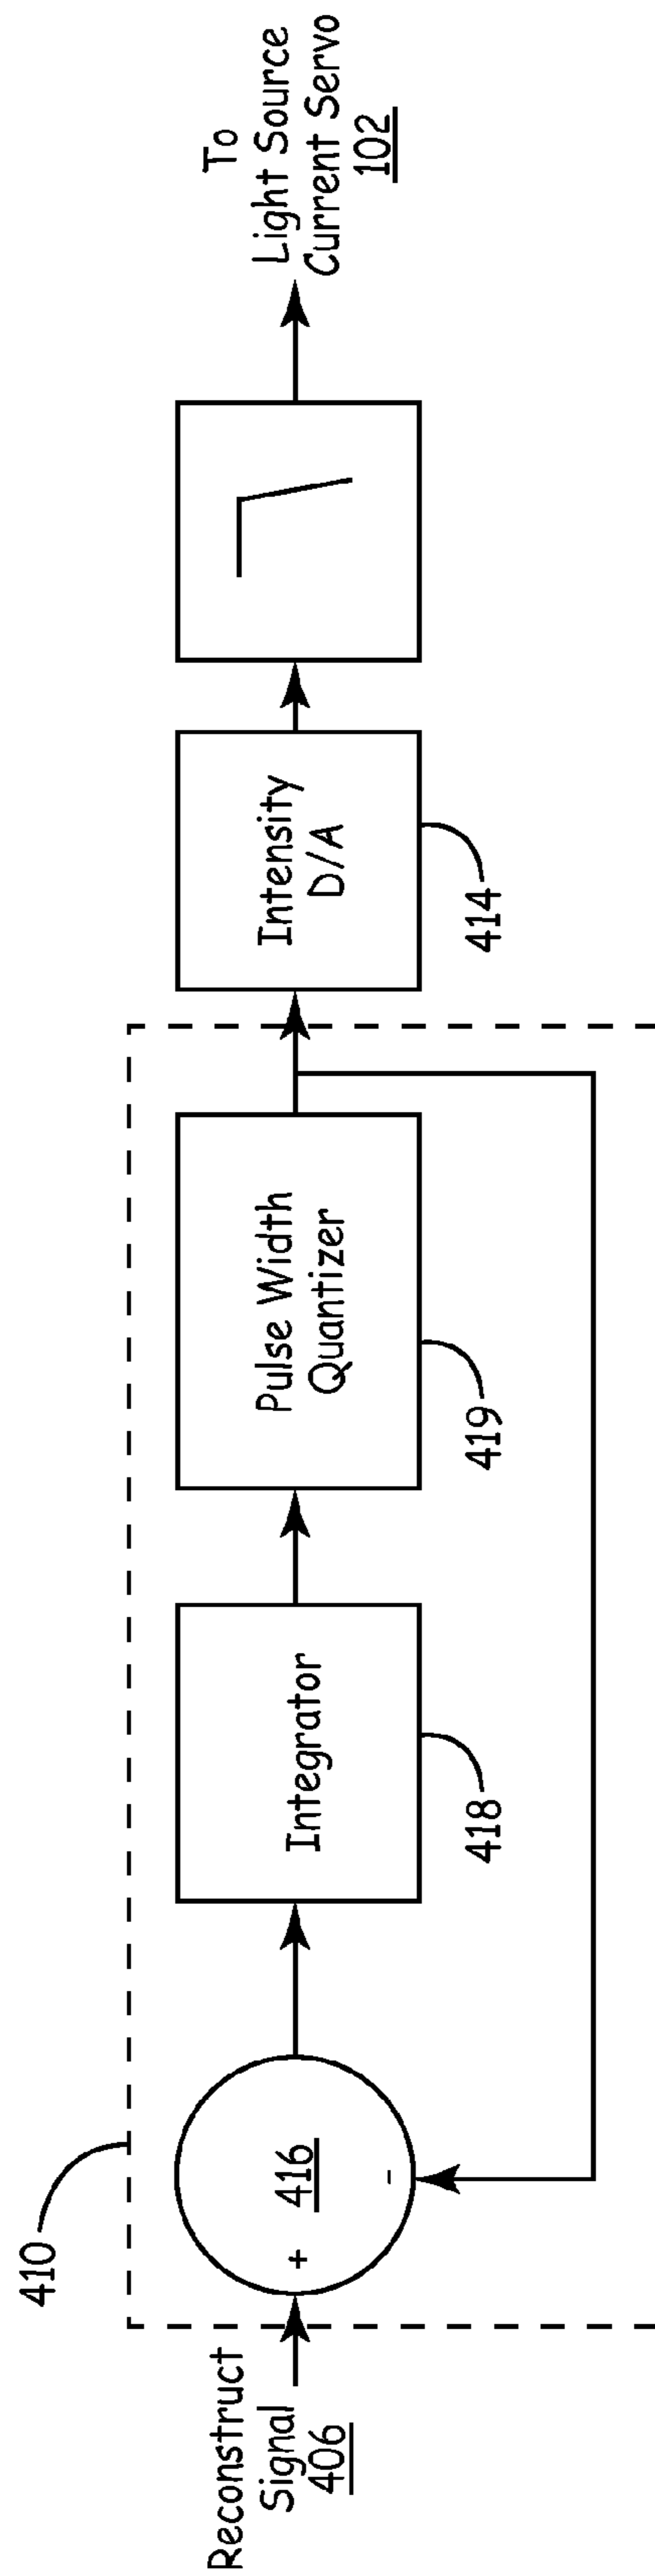 410
Reconstruct
Signal
406
+
416
-
Integrator
418
Pulse Width
Quantizer
419
Intensity
D/A
414
To
Light Source
Current Servo
102